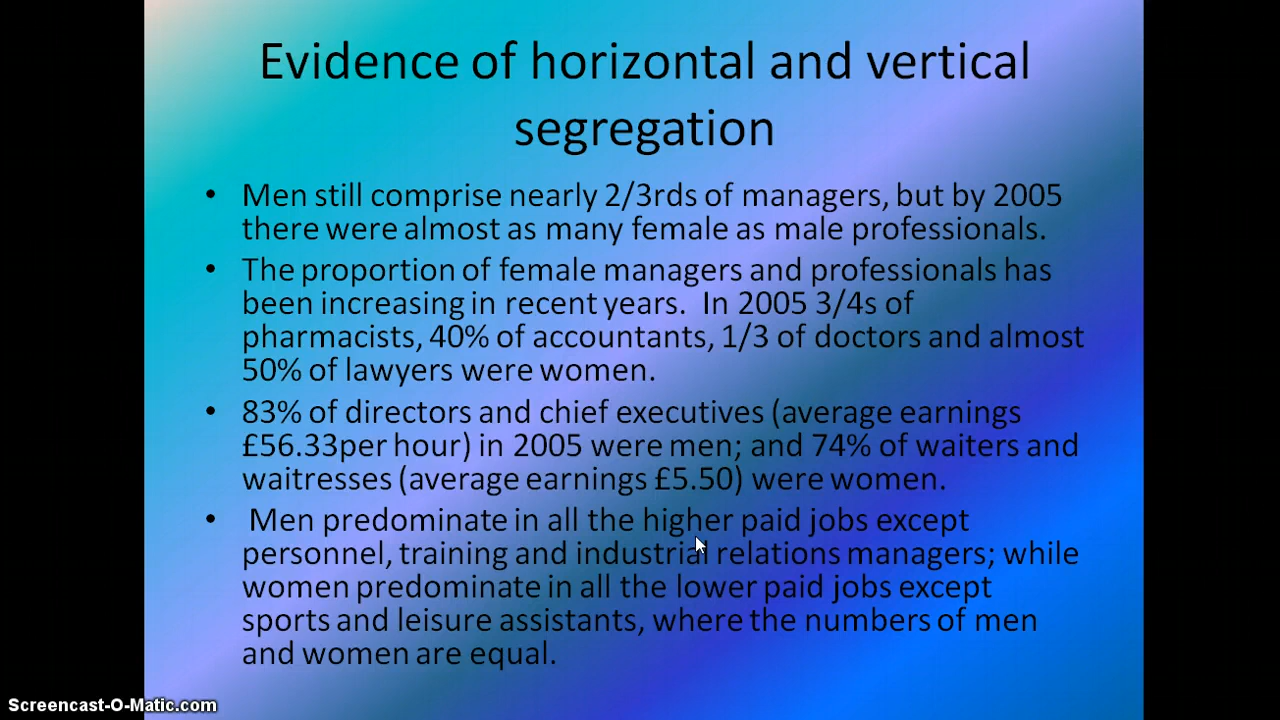 Evidence of horizontal and vertical
segregation
• Men still comprise nearly 2/3rds of managers, but by 2005
there were almost as many female as male professionals.
• The proportion of female managers and professionals has
been increasing in recent years.  In 2005 3/4s of
pharmacists, 40% of accountants, 1/3 of doctors and almost
50% of lawyers were women.
• 83% of directors and chief executives (average earnings
£56.33per hour) in 2005 were men; and 74% of waiters and
waitresses (average earnings £5.50) were women.
• Men predominate in all the higher paid jobs except
personnel, training and industrial relations managers; while
women predominate in all the lower paid jobs except
sports and leisure assistants, where the numbers of men
and women are equal.
Screencast-O-Matic.com